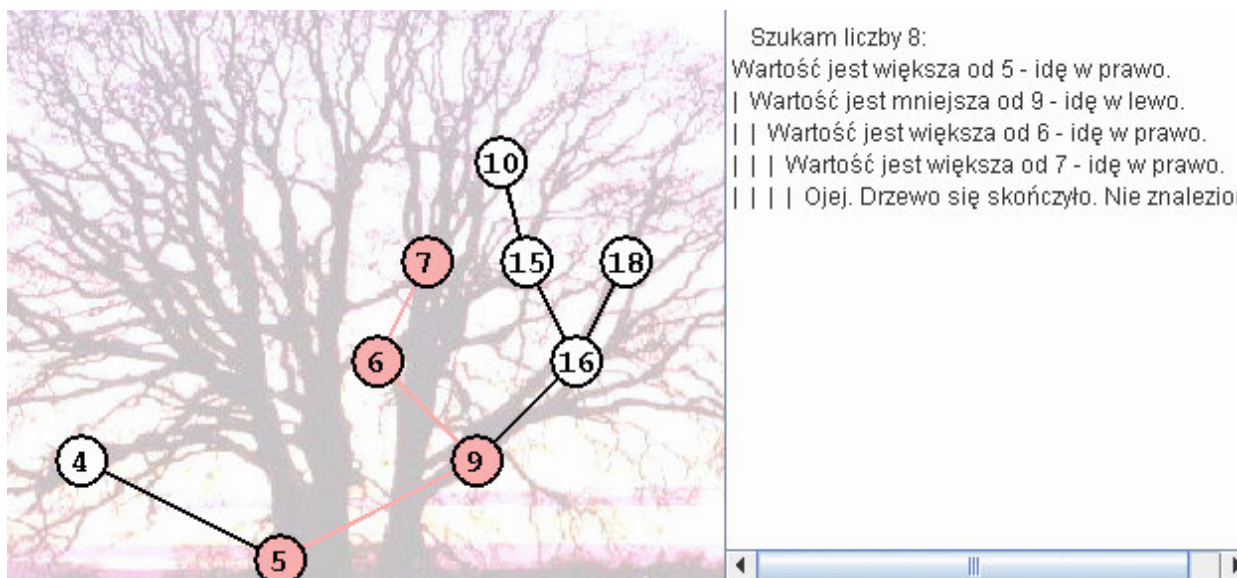 10
7
15
18
6
16
4
9
5
Szukam liczby 8:
Wartość jest większa od 5 - idę w prawo.
| Wartość jest mniejsza od 9 - idę w lewo.
| | Wartość jest większa od 6 - idę w prawo.
| | | Wartość jest większa od 7 - idę w prawo.
| | | | Ojej. Drzewo się skończyło. Nie